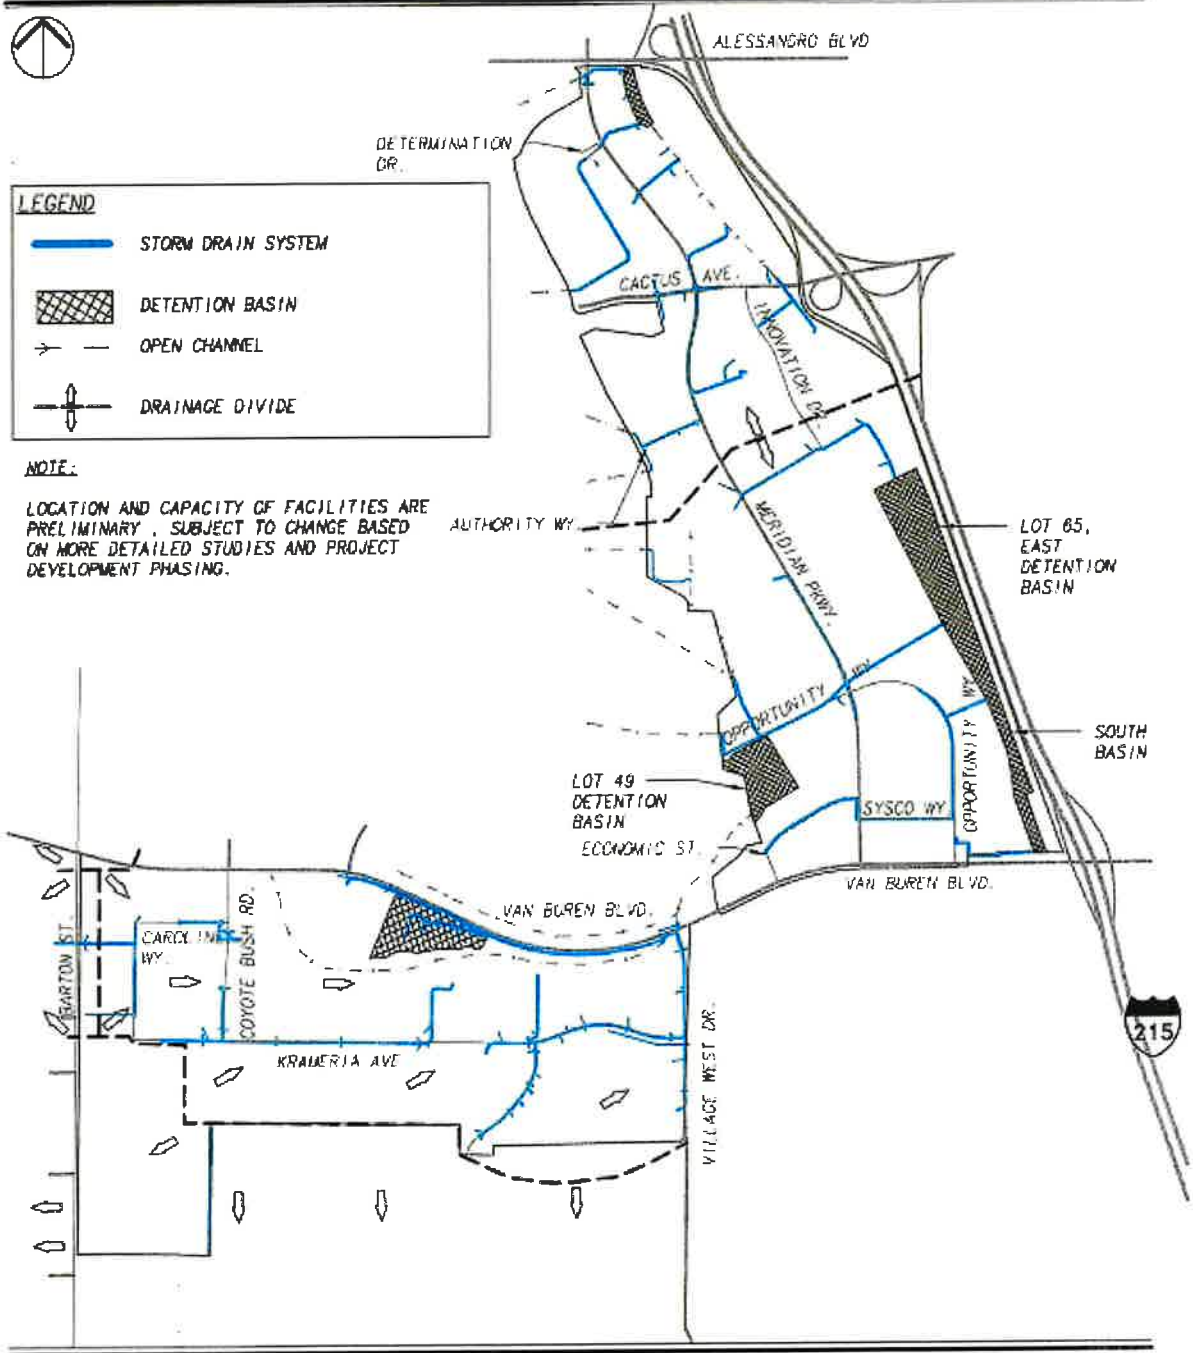 ALESSANDRO BLVD
DETERMINATION
DR.
LEGEND
STORM DRAIN SYSTEM
DETENTION BASIN
OPEN CHANNEL
DRAINAGE DIVIDE
CACTUS AVE.
INNOVATION DR.
NOTE:
LOCATION AND CAPACITY OF FACILITIES ARE
PRELIMINARY , SUBJECT TO CHANGE BASED
ON MORE DETAILED STUDIES AND PROJECT
DEVELOPMENT PHASING.
AUTHORITY WY.
MERIDIAN PKWY.
LOT 65,
EAST
DETENTION
BASIN
OPPORTUNITY WY
OPPORTUNITY WY
SOUTH
BASIN
LOT 49
DETENTION
BASIN
SYSCO WY.
ECONOMIC ST.
VAN BUREN BLVD.
VAN BUREN BLVD.
BARTON ST.
CAROLINE
WY.
COYOTE BUSH RD.
KRAMERIA AVE
VILLAGE WEST DR.
215